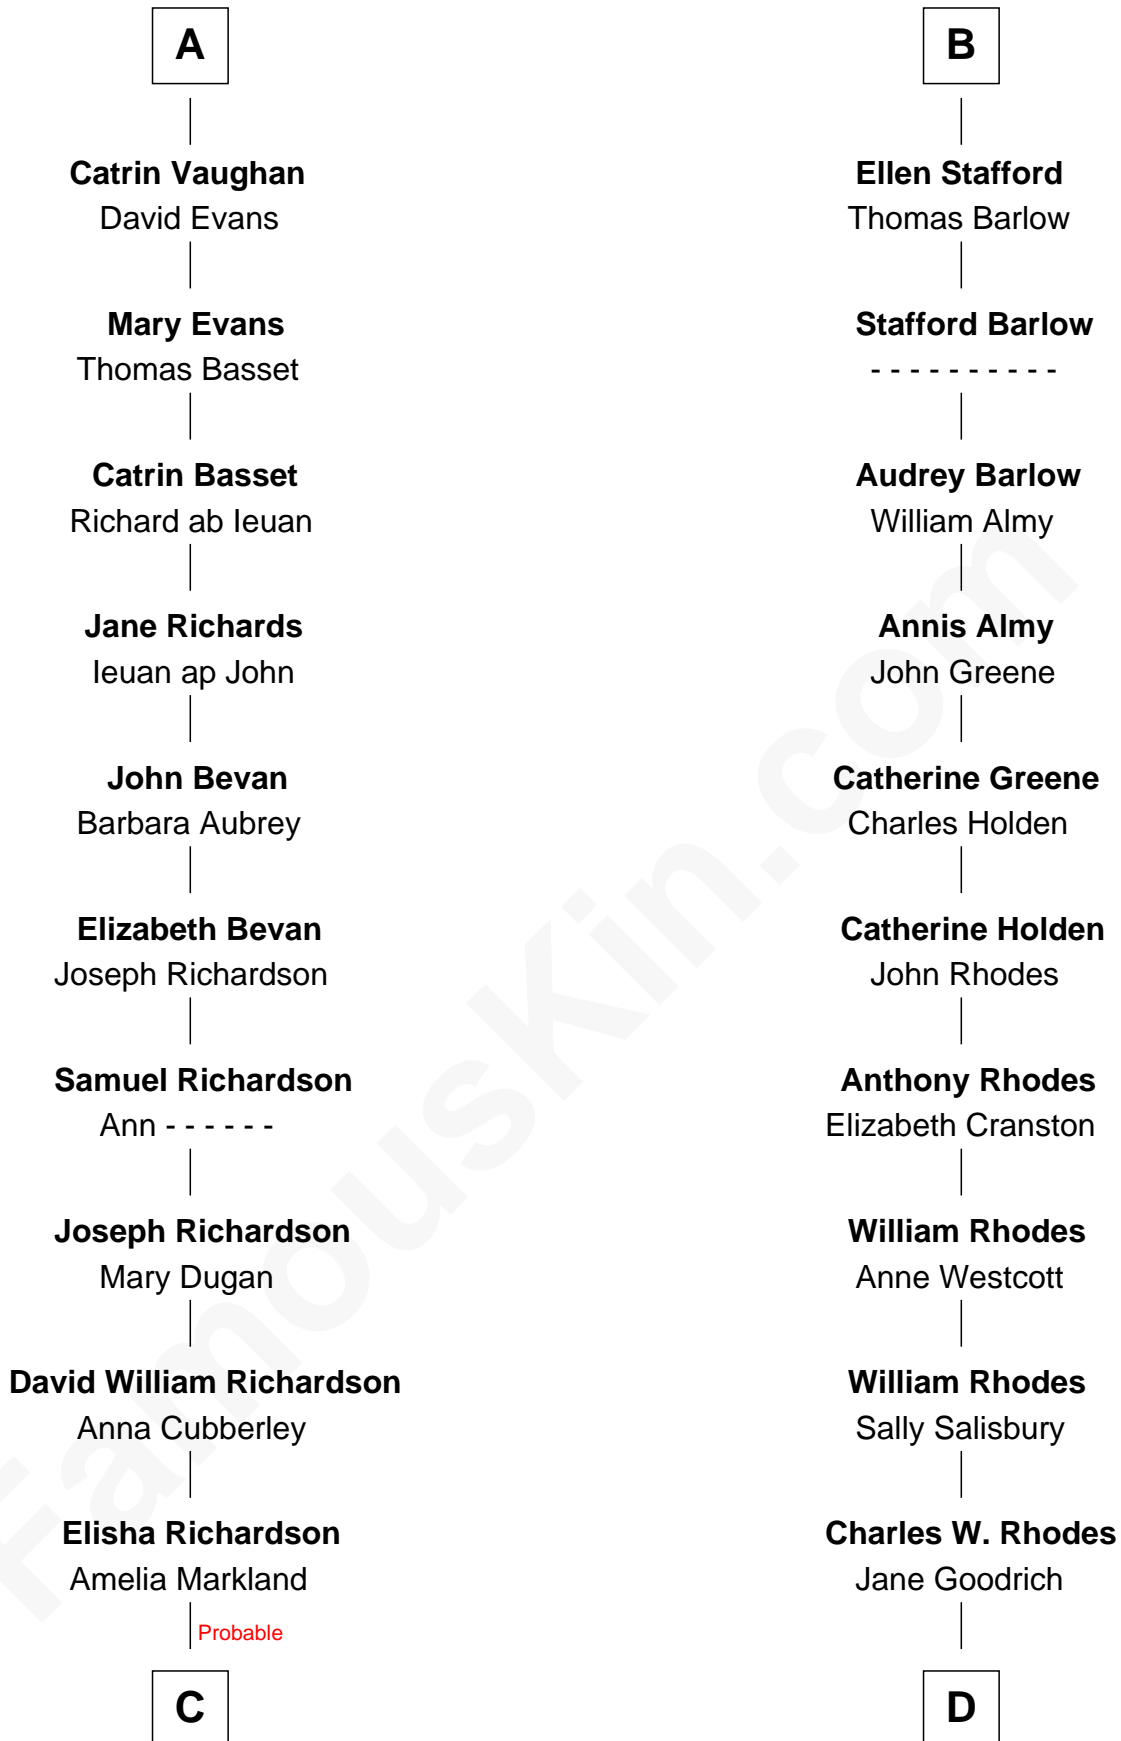 A
Catrin Vaughan
David Evans
Mary Evans
Thomas Basset
Catrin Basset
Richard ab Ieuan
Jane Richards
Ieuan ap John
John Bevan
Barbara Aubrey
Elizabeth Bevan
Joseph Richardson
Samuel Richardson
Ann - - - - - -
Joseph Richardson
Mary Dugan
David William Richardson
Anna Cubberley
Elisha Richardson
Amelia Markland
Probable
C
B
Ellen Stafford
Thomas Barlow
Stafford Barlow
- - - - - - - - - -
Audrey Barlow
William Almy
Annis Almy
John Greene
Catherine Greene
Charles Holden
Catherine Holden
John Rhodes
Anthony Rhodes
Elizabeth Cranston
William Rhodes
Anne Westcott
William Rhodes
Sally Salisbury
Charles W. Rhodes
Jane Goodrich
D
FamousKin.com